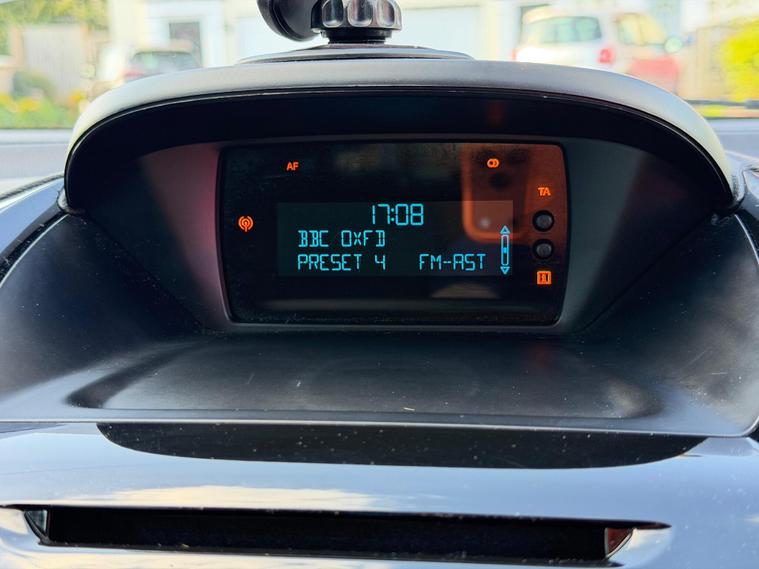 AF
TA
17:08
BBC OXFD
PRESET 4 FM-AST